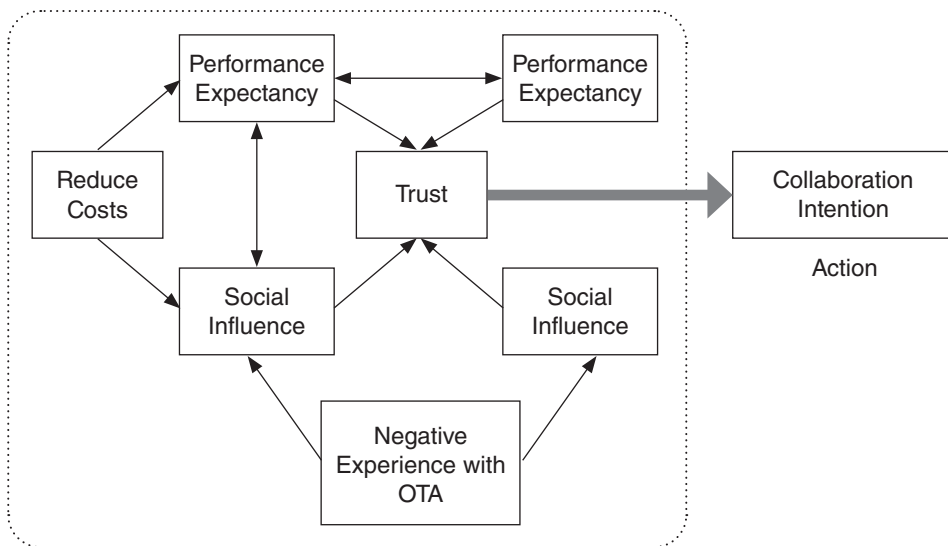 Performance
Expectancy
Performance
Expectancy
Reduce
Costs
Trust
Collaboration
Intention
Action
Social
Influence
Social
Influence
Negative
Experience with
OTA